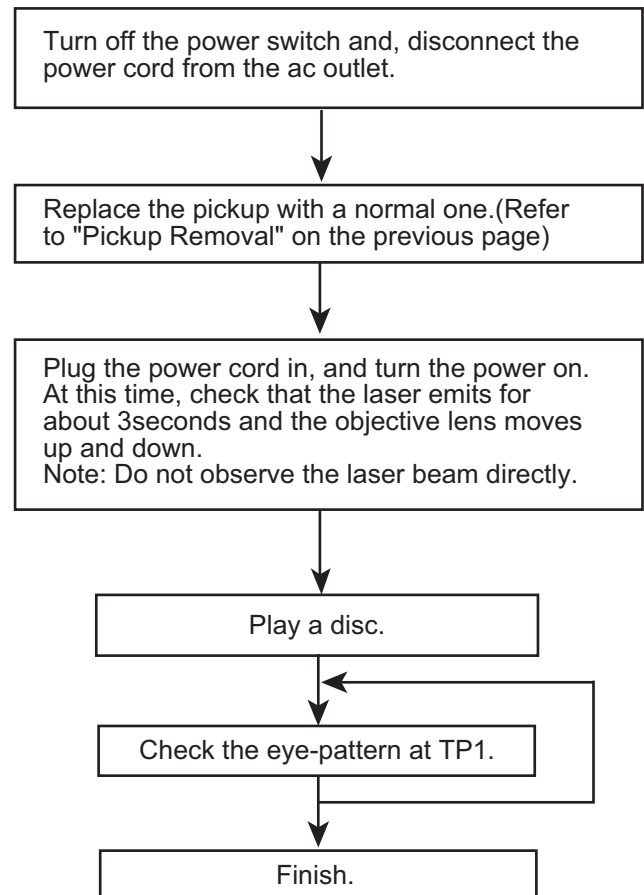 Turn off the power switch and, disconnect the
power cord from the ac outlet.
Replace the pickup with a normal one.(Refer
to "Pickup Removal" on the previous page)
Plug the power cord in, and turn the power on.
At this time, check that the laser emits for
about 3seconds and the objective lens moves
up and down.
Note: Do not observe the laser beam directly.
Play a disc.
Check the eye-pattern at TP1.
Finish.